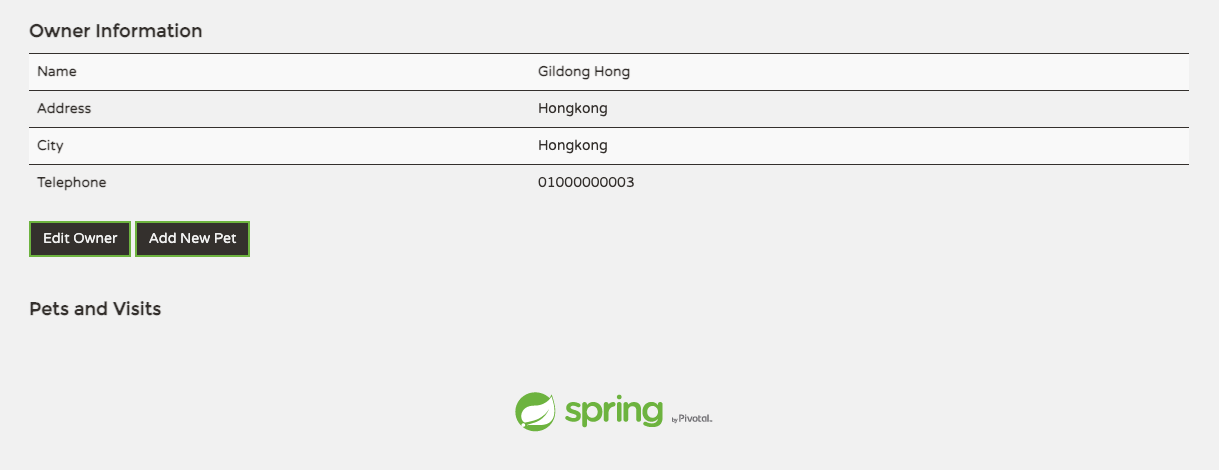 Owner Information
Name Gildong Hong
Address Hongkong
City Hongkong
Telephone 01000000003
Edit Owner Add New Pet
Pets and Visits
spring by Pivotal™